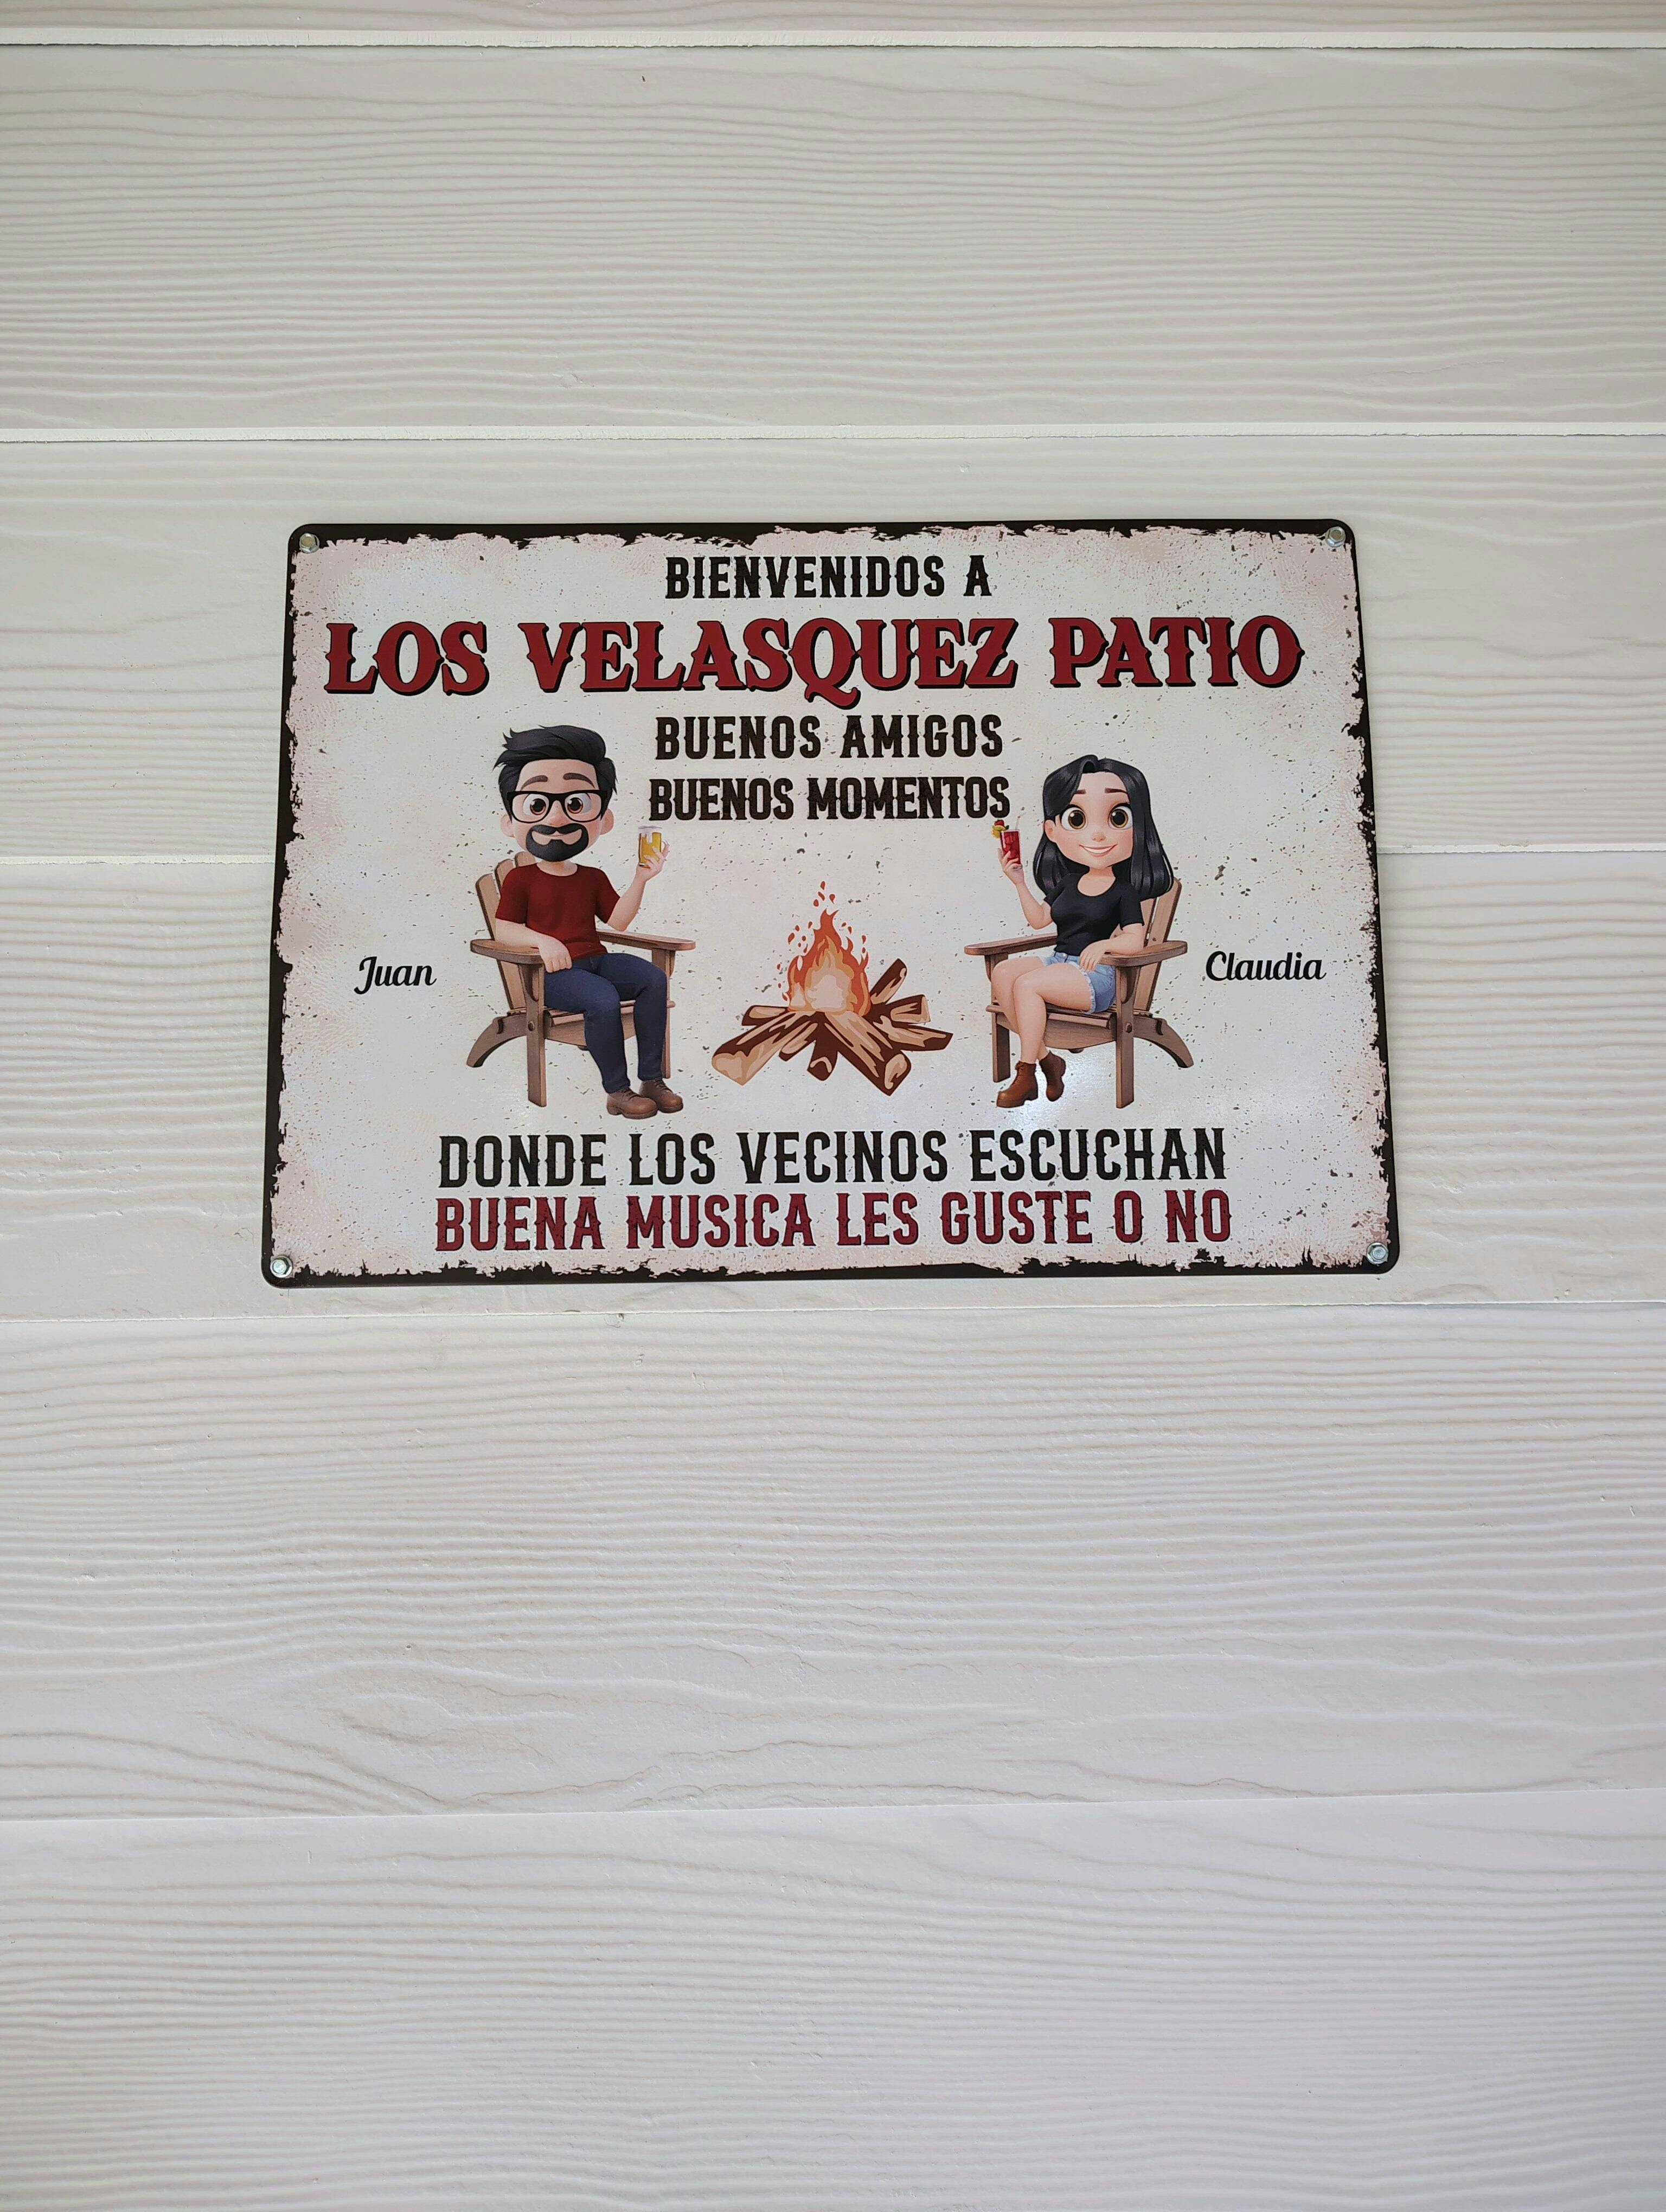 BIENVENIDOS A
LOS VELASQUEZ PATIO
BUENOS AMIGOS
BUENOS MOMENTOS
Juan
Claudia
DONDE LOS VECINOS ESCUCHAN
BUENA MUSICA LES GUSTE O NO